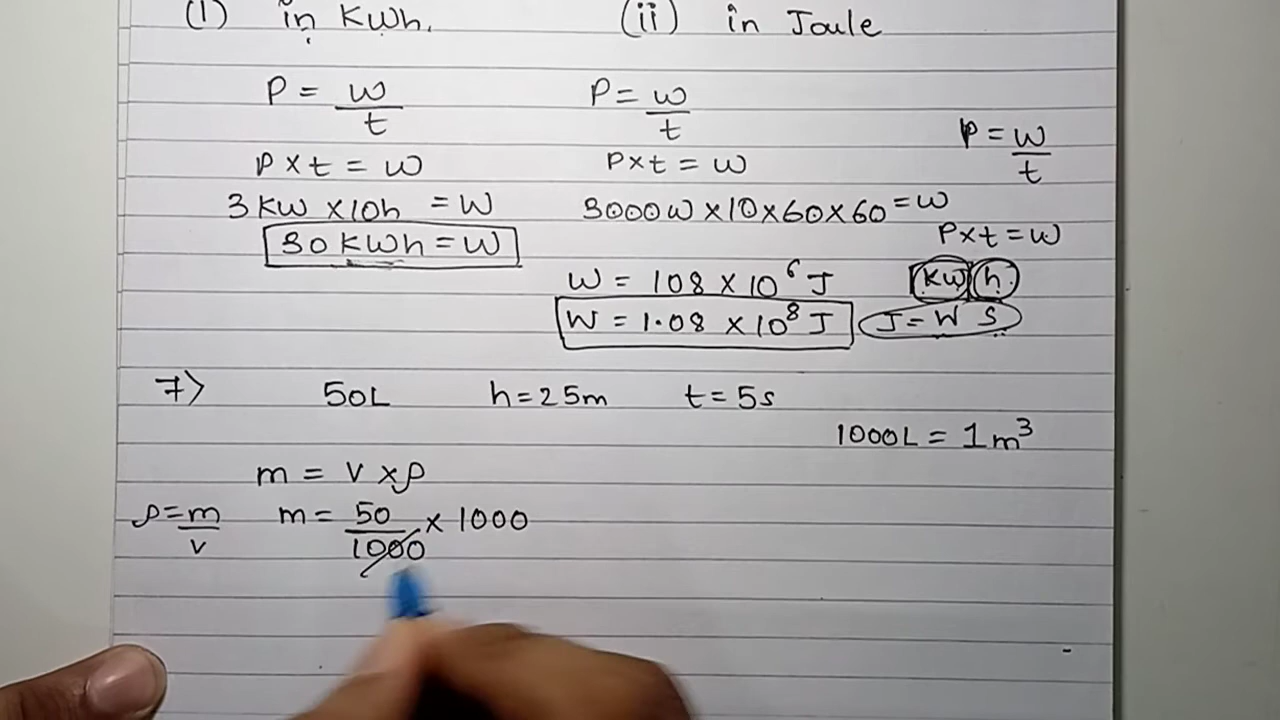 (i) in Kwh. (ii) in Joule
P = w/t P = w/t P = w/t
P x t = w P x t = w
3 KW x 10h = W 3000W x 10 x 60 x 60 = W
30 KWh = W P x t = W
W = 108 x 10⁶ J KW h
W = 1.08 x 10⁸ J J = W S
7> 50L h = 25m t = 5s
1000L = 1m³
m = V x ρ
ρ = m/v m = 50/1000 x 1000